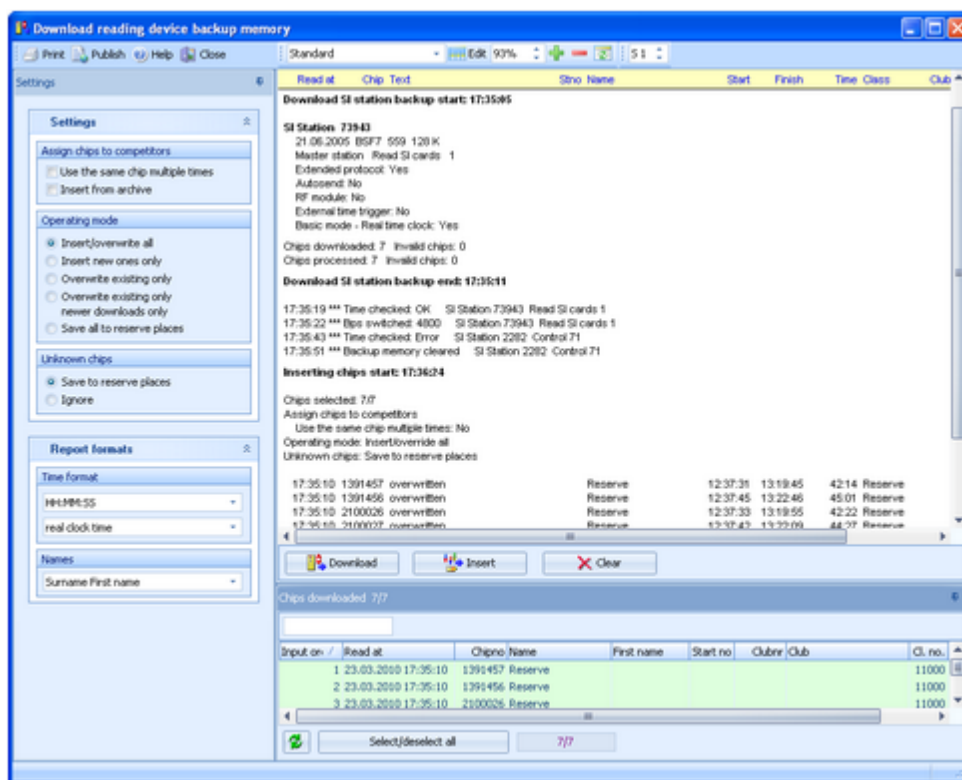 Download reading device backup memory
Print Publish Help Close
Standard Edit 93% S 1
Settings
Settings
Assign chips to competitors
Use the same chip multiple times
Insert from archive
Operating mode
Insert/overwrite all
Insert new ones only
Overwrite existing only
Overwrite existing only
newer downloads only
Save all to reserve places
Unknown chips
Save to reserve places
Ignore
Report formats
Time format
HH:MM:SS
real clock time
Names
Surname First name
Read at Chip Text Stno Name Start Finish Time Class Club
Download SI station backup start: 17:35:05
SI Station 73943
21.06.2005 BSF7 559 128 K
Master station Read SI cards 1
Extended protocol: Yes
Autosend: No
RF module: No
External time trigger: No
Basic mode - Real time clock: Yes
Chips downloaded: 7 Invalid chips: 0
Chips processed: 7 Invalid chips: 0
Download SI station backup end: 17:35:11
17:35:19 *** Time checked: OK SI Station 73943 Read SI cards 1
17:35:22 *** Bps switched: 4800 SI Station 73943 Read SI cards 1
17:35:43 *** Time checked: Error SI Station 2282 Control 71
17:35:51 *** Backup memory cleared SI Station 2282 Control 71
Inserting chips start: 17:36:24
Chips selected: 7/7
Assign chips to competitors
Use the same chip multiple times: No
Operating mode: Insert/override all
Unknown chips: Save to reserve places
17:35:10 1391457 overwritten Reserve 12:37:31 13:19:45 42:14 Reserve
17:35:10 1391456 overwritten Reserve 12:37:45 13:22:46 45:01 Reserve
17:35:10 2100026 overwritten Reserve 12:37:33 13:19:55 42:22 Reserve
17:35:10 2100027 overwritten Reserve 12:37:42 13:22:09 44:27 Reserve
Download Insert Clear
Chips downloaded 7/7
Input on Read at Chipno Name First name Start no Clubnr Club Cl. no.
1 23.03.2010 17:35:10 1391457 Reserve 11000
2 23.03.2010 17:35:10 1391456 Reserve 11000
3 23.03.2010 17:35:10 2100026 Reserve 11000
Select/deselect all 7/7